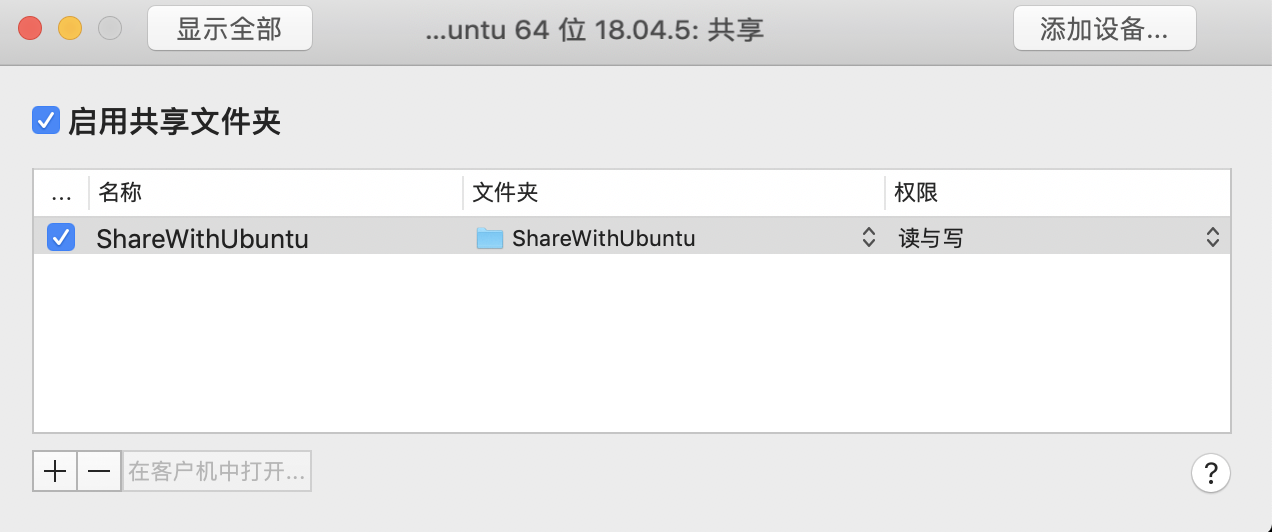 显示全部 ...untu 64 位 18.04.5: 共享 添加设备...
启用共享文件夹
... 名称 文件夹 权限
ShareWithUbuntu ShareWithUbuntu 读与写
在客户机中打开... ?